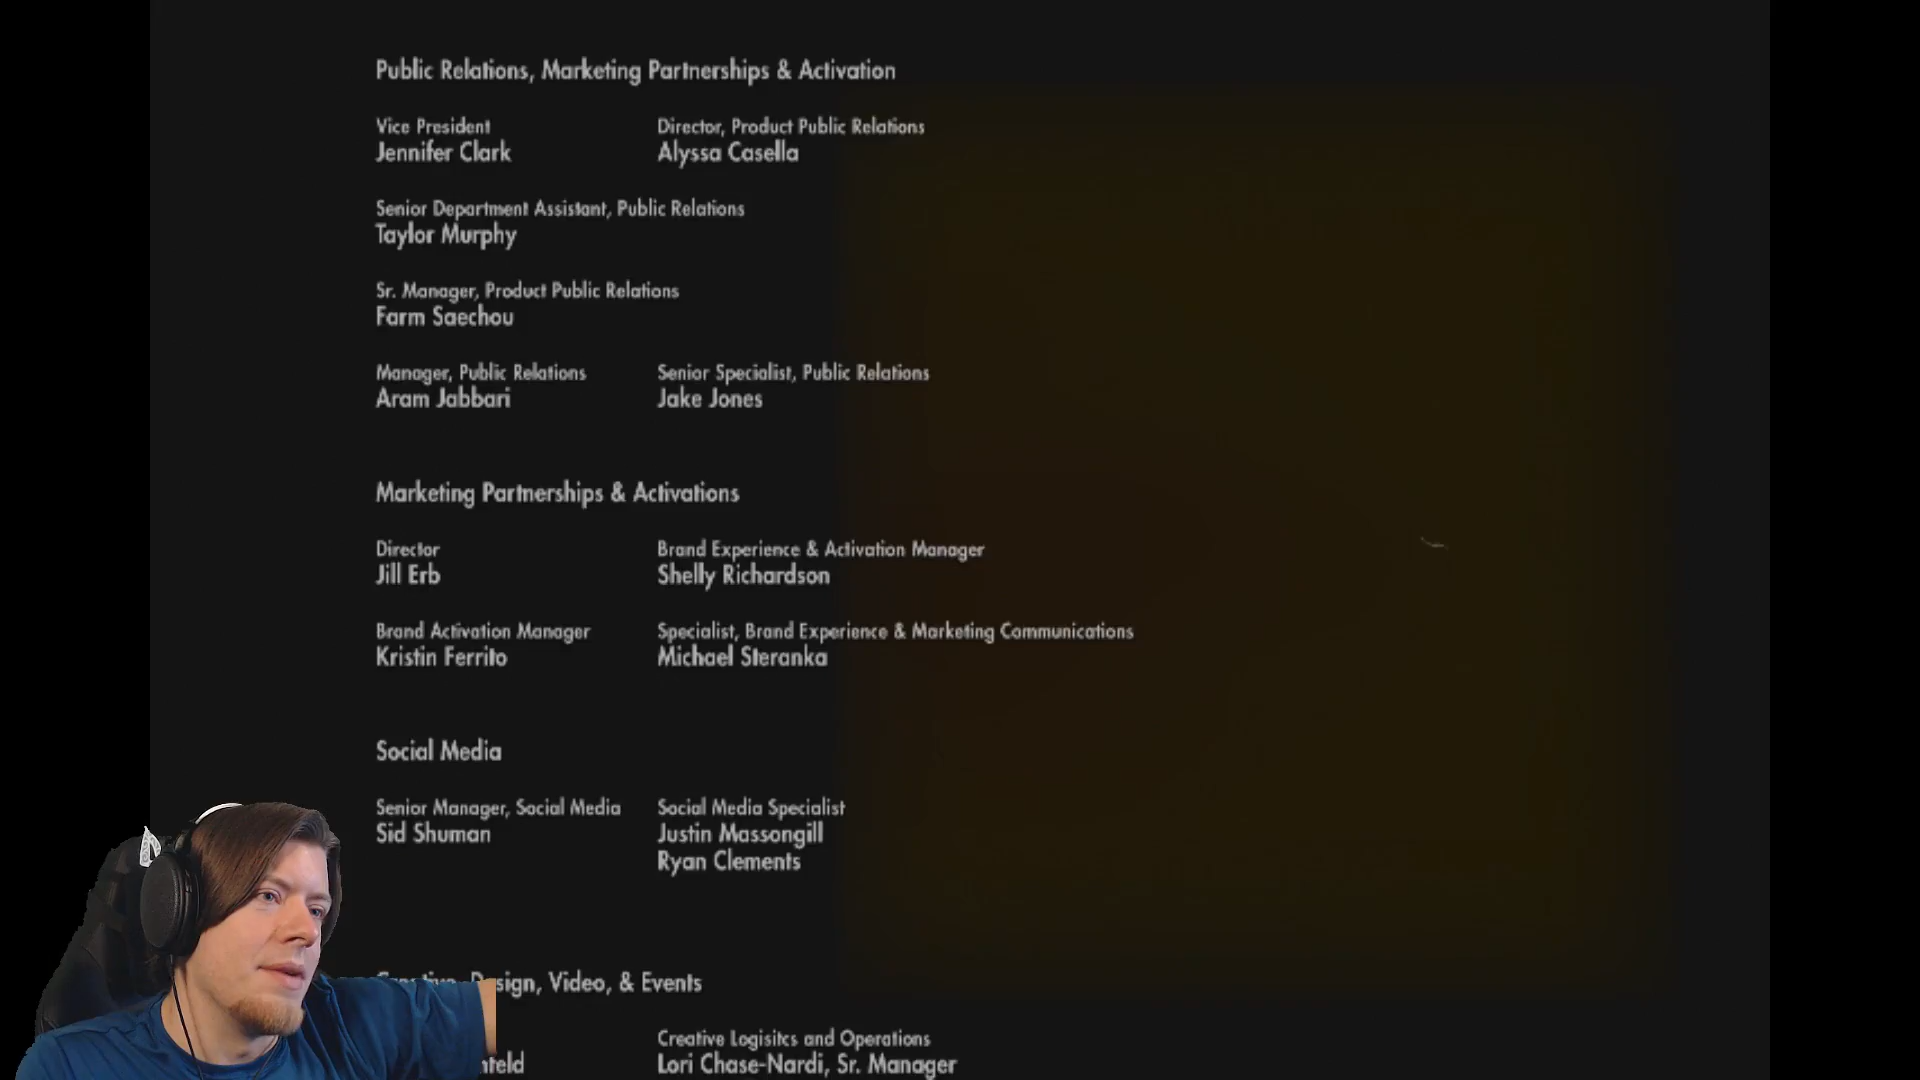 Public Relations, Marketing Partnerships & Activation
Vice President
Jennifer Clark
Director, Product Public Relations
Alyssa Casella
Senior Department Assistant, Public Relations
Taylor Murphy
Sr. Manager, Product Public Relations
Farm Saechou
Manager, Public Relations
Aram Jabbari
Senior Specialist, Public Relations
Jake Jones
Marketing Partnerships & Activations
Director
Jill Erb
Brand Experience & Activation Manager
Shelly Richardson
Brand Activation Manager
Kristin Ferrito
Specialist, Brand Experience & Marketing Communications
Michael Steranka
Social Media
Senior Manager, Social Media
Sid Shuman
Social Media Specialist
Justin Massongill
Ryan Clements
Video, & Events
Creative Logisitcs and Operations
Lori Chase-Nardi, Sr. Manager